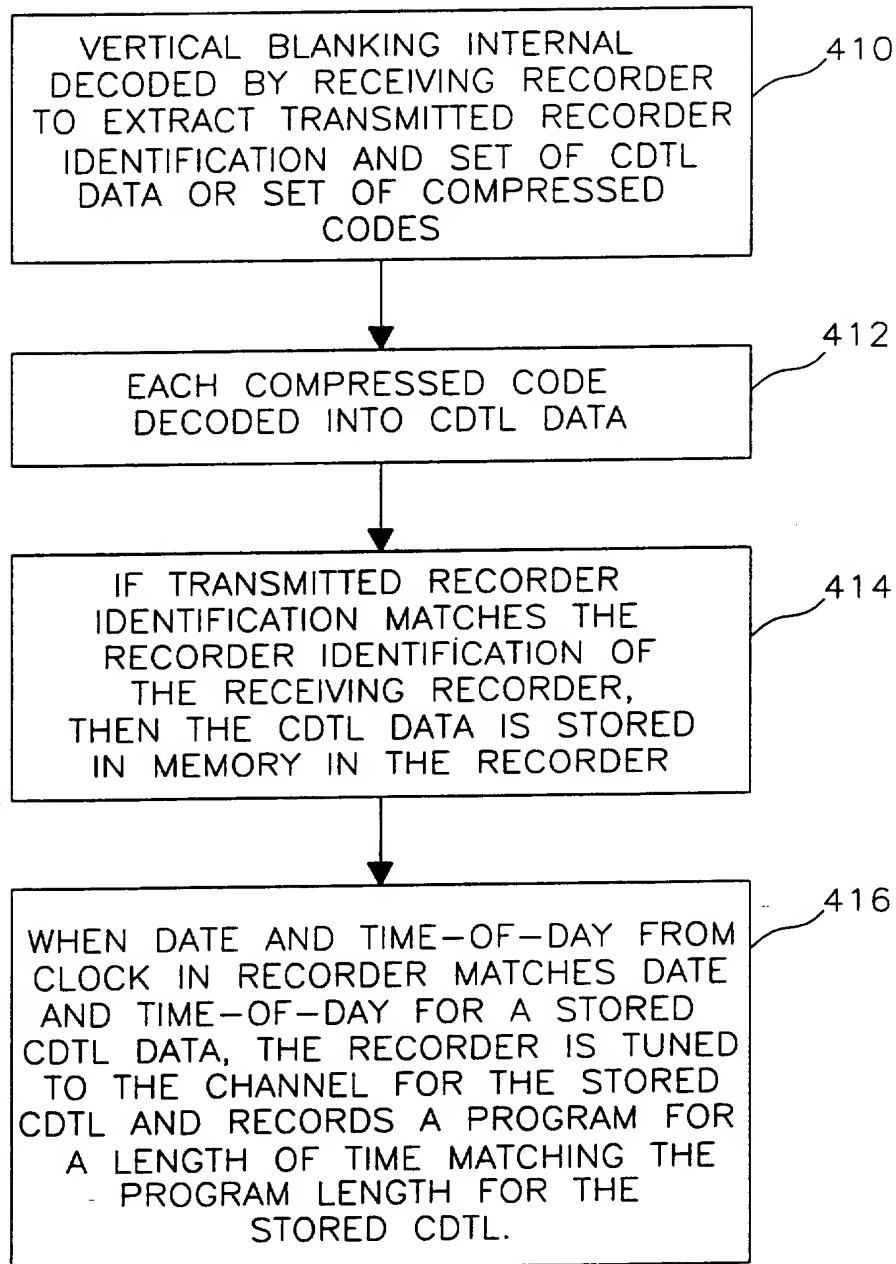 VERTICAL BLANKING INTERNAL
DECODED BY RECEIVING RECORDER
TO EXTRACT TRANSMITTED RECORDER
IDENTIFICATION AND SET OF CDTL
DATA OR SET OF COMPRESSED
CODES
410
EACH COMPRESSED CODE
DECODED INTO CDTL DATA
412
IF TRANSMITTED RECORDER
IDENTIFICATION MATCHES THE
RECORDER IDENTIFICATION OF
THE RECEIVING RECORDER,
THEN THE CDTL DATA IS STORED
IN MEMORY IN THE RECORDER
414
WHEN DATE AND TIME-OF-DAY FROM
CLOCK IN RECORDER MATCHES DATE
AND TIME-OF-DAY FOR A STORED
CDTL DATA, THE RECORDER IS TUNED
TO THE CHANNEL FOR THE STORED
CDTL AND RECORDS A PROGRAM FOR
A LENGTH OF TIME MATCHING THE
PROGRAM LENGTH FOR THE
STORED CDTL.
416